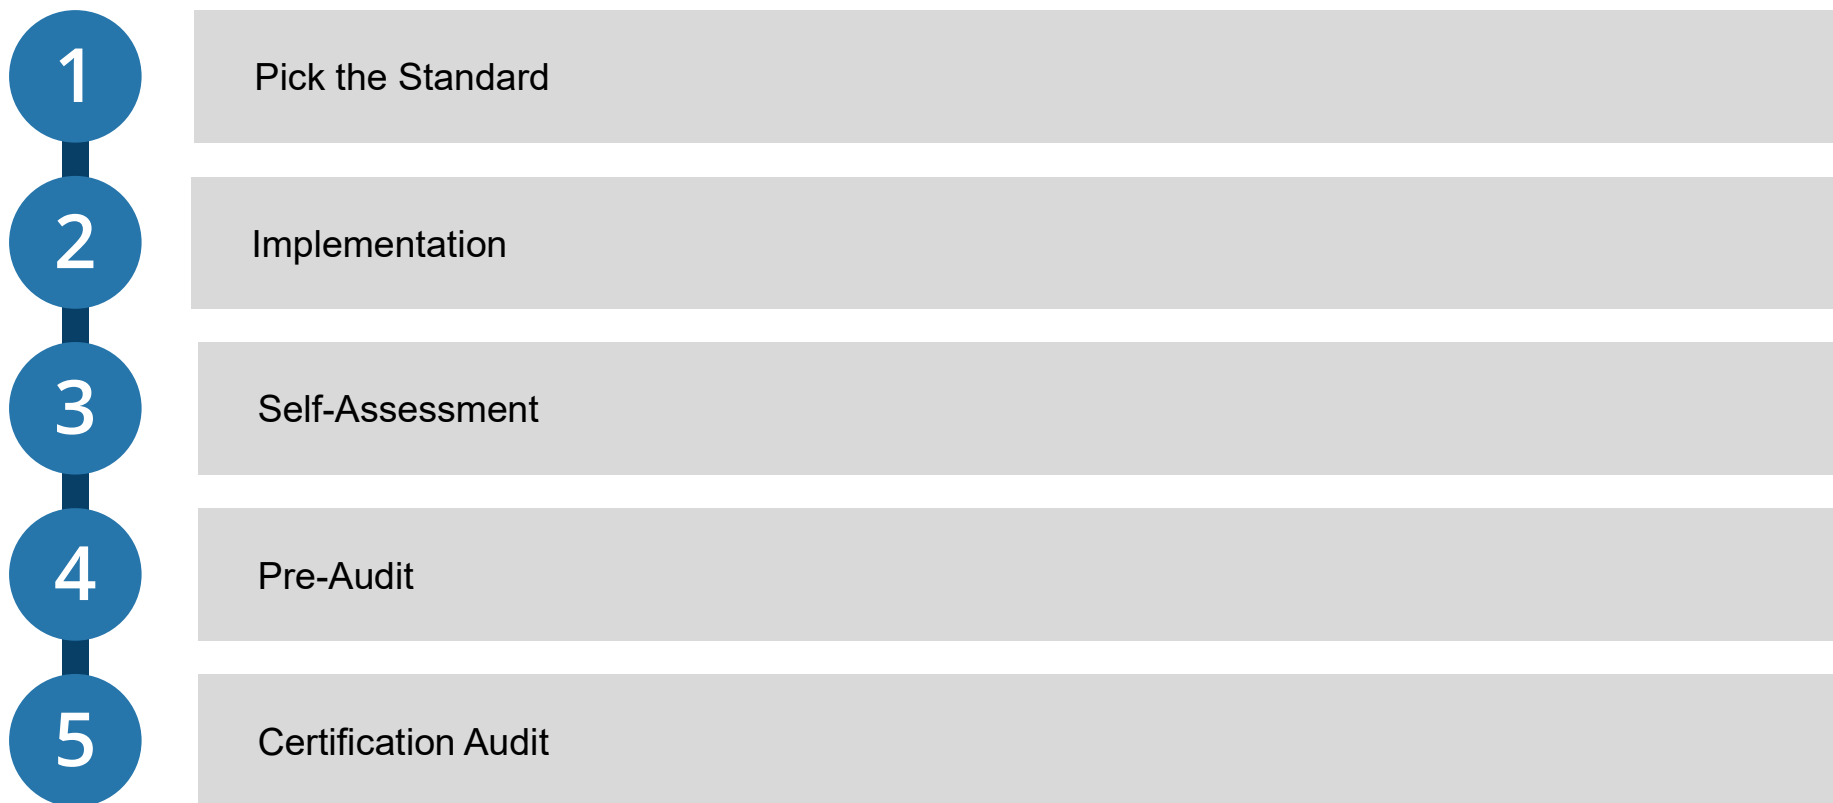 1 Pick the Standard
2 Implementation
3 Self-Assessment
4 Pre-Audit
5 Certification Audit